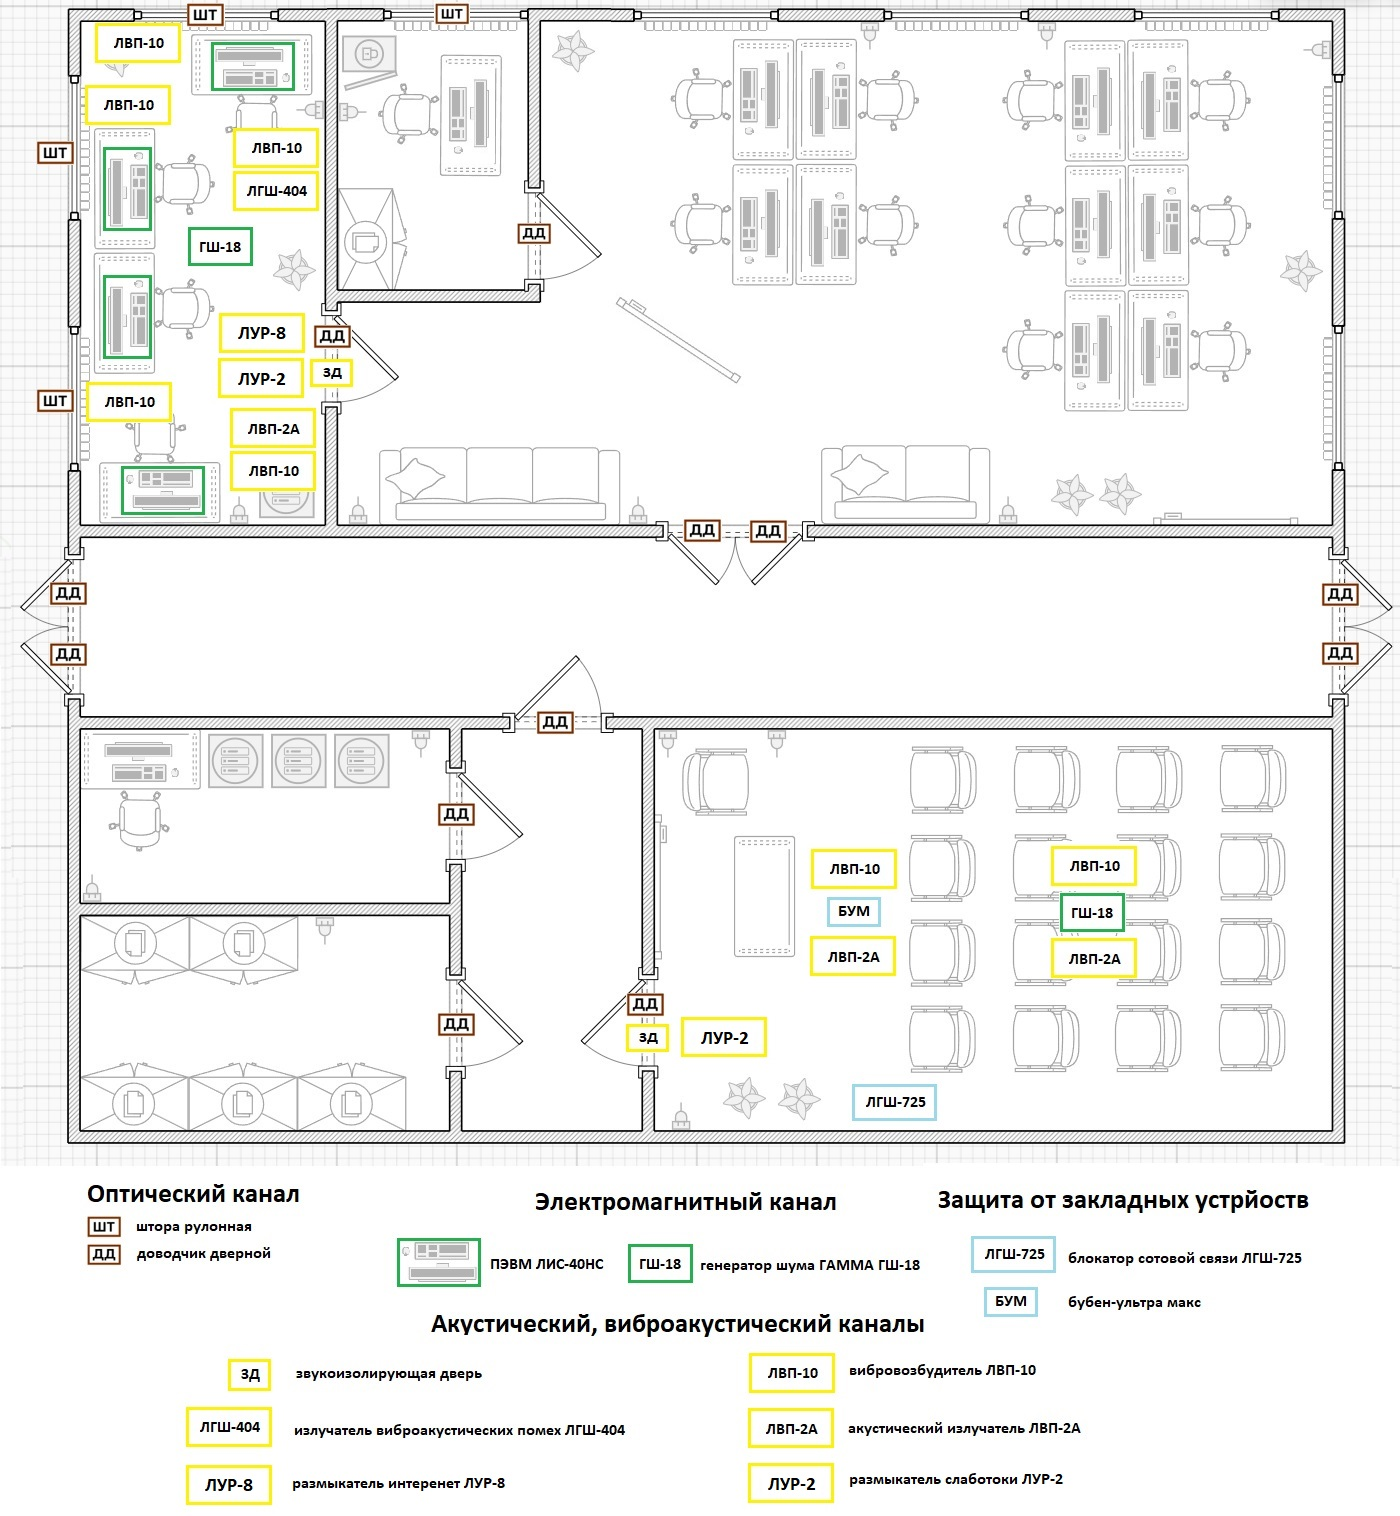 ШТ
ШТ
ЛВП-10
ЛВП-10
ШТ
ЛВП-10
ЛГШ-404
ГШ-18
ДД
ЛУР-8
ДД
ЛУР-2
ЗД
ШТ
ЛВП-10
ЛВП-2А
ЛВП-10
ДД
ДД
ДД
ДД
ДД
ДД
ДД
ДД
ДД
ЛВП-10
ЛВП-10
БУМ
ГШ-18
ЛВП-2А
ЛВП-2А
ДД
ДД
ЗД
ЛУР-2
ЛГШ-725
Оптический канал
ШТ штора рулонная
ДД доводчик дверной
Электромагнитный канал
ПЭВМ ЛИС-40НС
ГШ-18 генератор шума ГАММА ГШ-18
Защита от закладных устрйоств
ЛГШ-725 блокатор сотовой связи ЛГШ-725
БУМ бубен-ультра макс
Акустический, виброакустический каналы
ЗД звукоизолирующая дверь
ЛГШ-404 излучатель виброакустических помех ЛГШ-404
ЛУР-8 размыкатель интеренет ЛУР-8
ЛВП-10 вибровозбудитель ЛВП-10
ЛВП-2А акустический излучатель ЛВП-2А
ЛУР-2 размыкатель слаботоки ЛУР-2